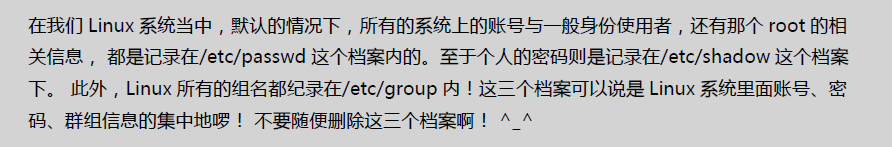 在我们 Linux 系统当中，默认的情况下，所有的系统上的账号与一般身份使用者，还有那个 root 的相
关信息， 都是记录在/etc/passwd 这个档案内的。至于个人的密码则是记录在/etc/shadow 这个档案
下。 此外，Linux 所有的组名都纪录在/etc/group 内！这三个档案可以说是 Linux 系统里面账号、密
码、群组信息的集中地啰！ 不要随便删除这三个档案啊！ ^_^